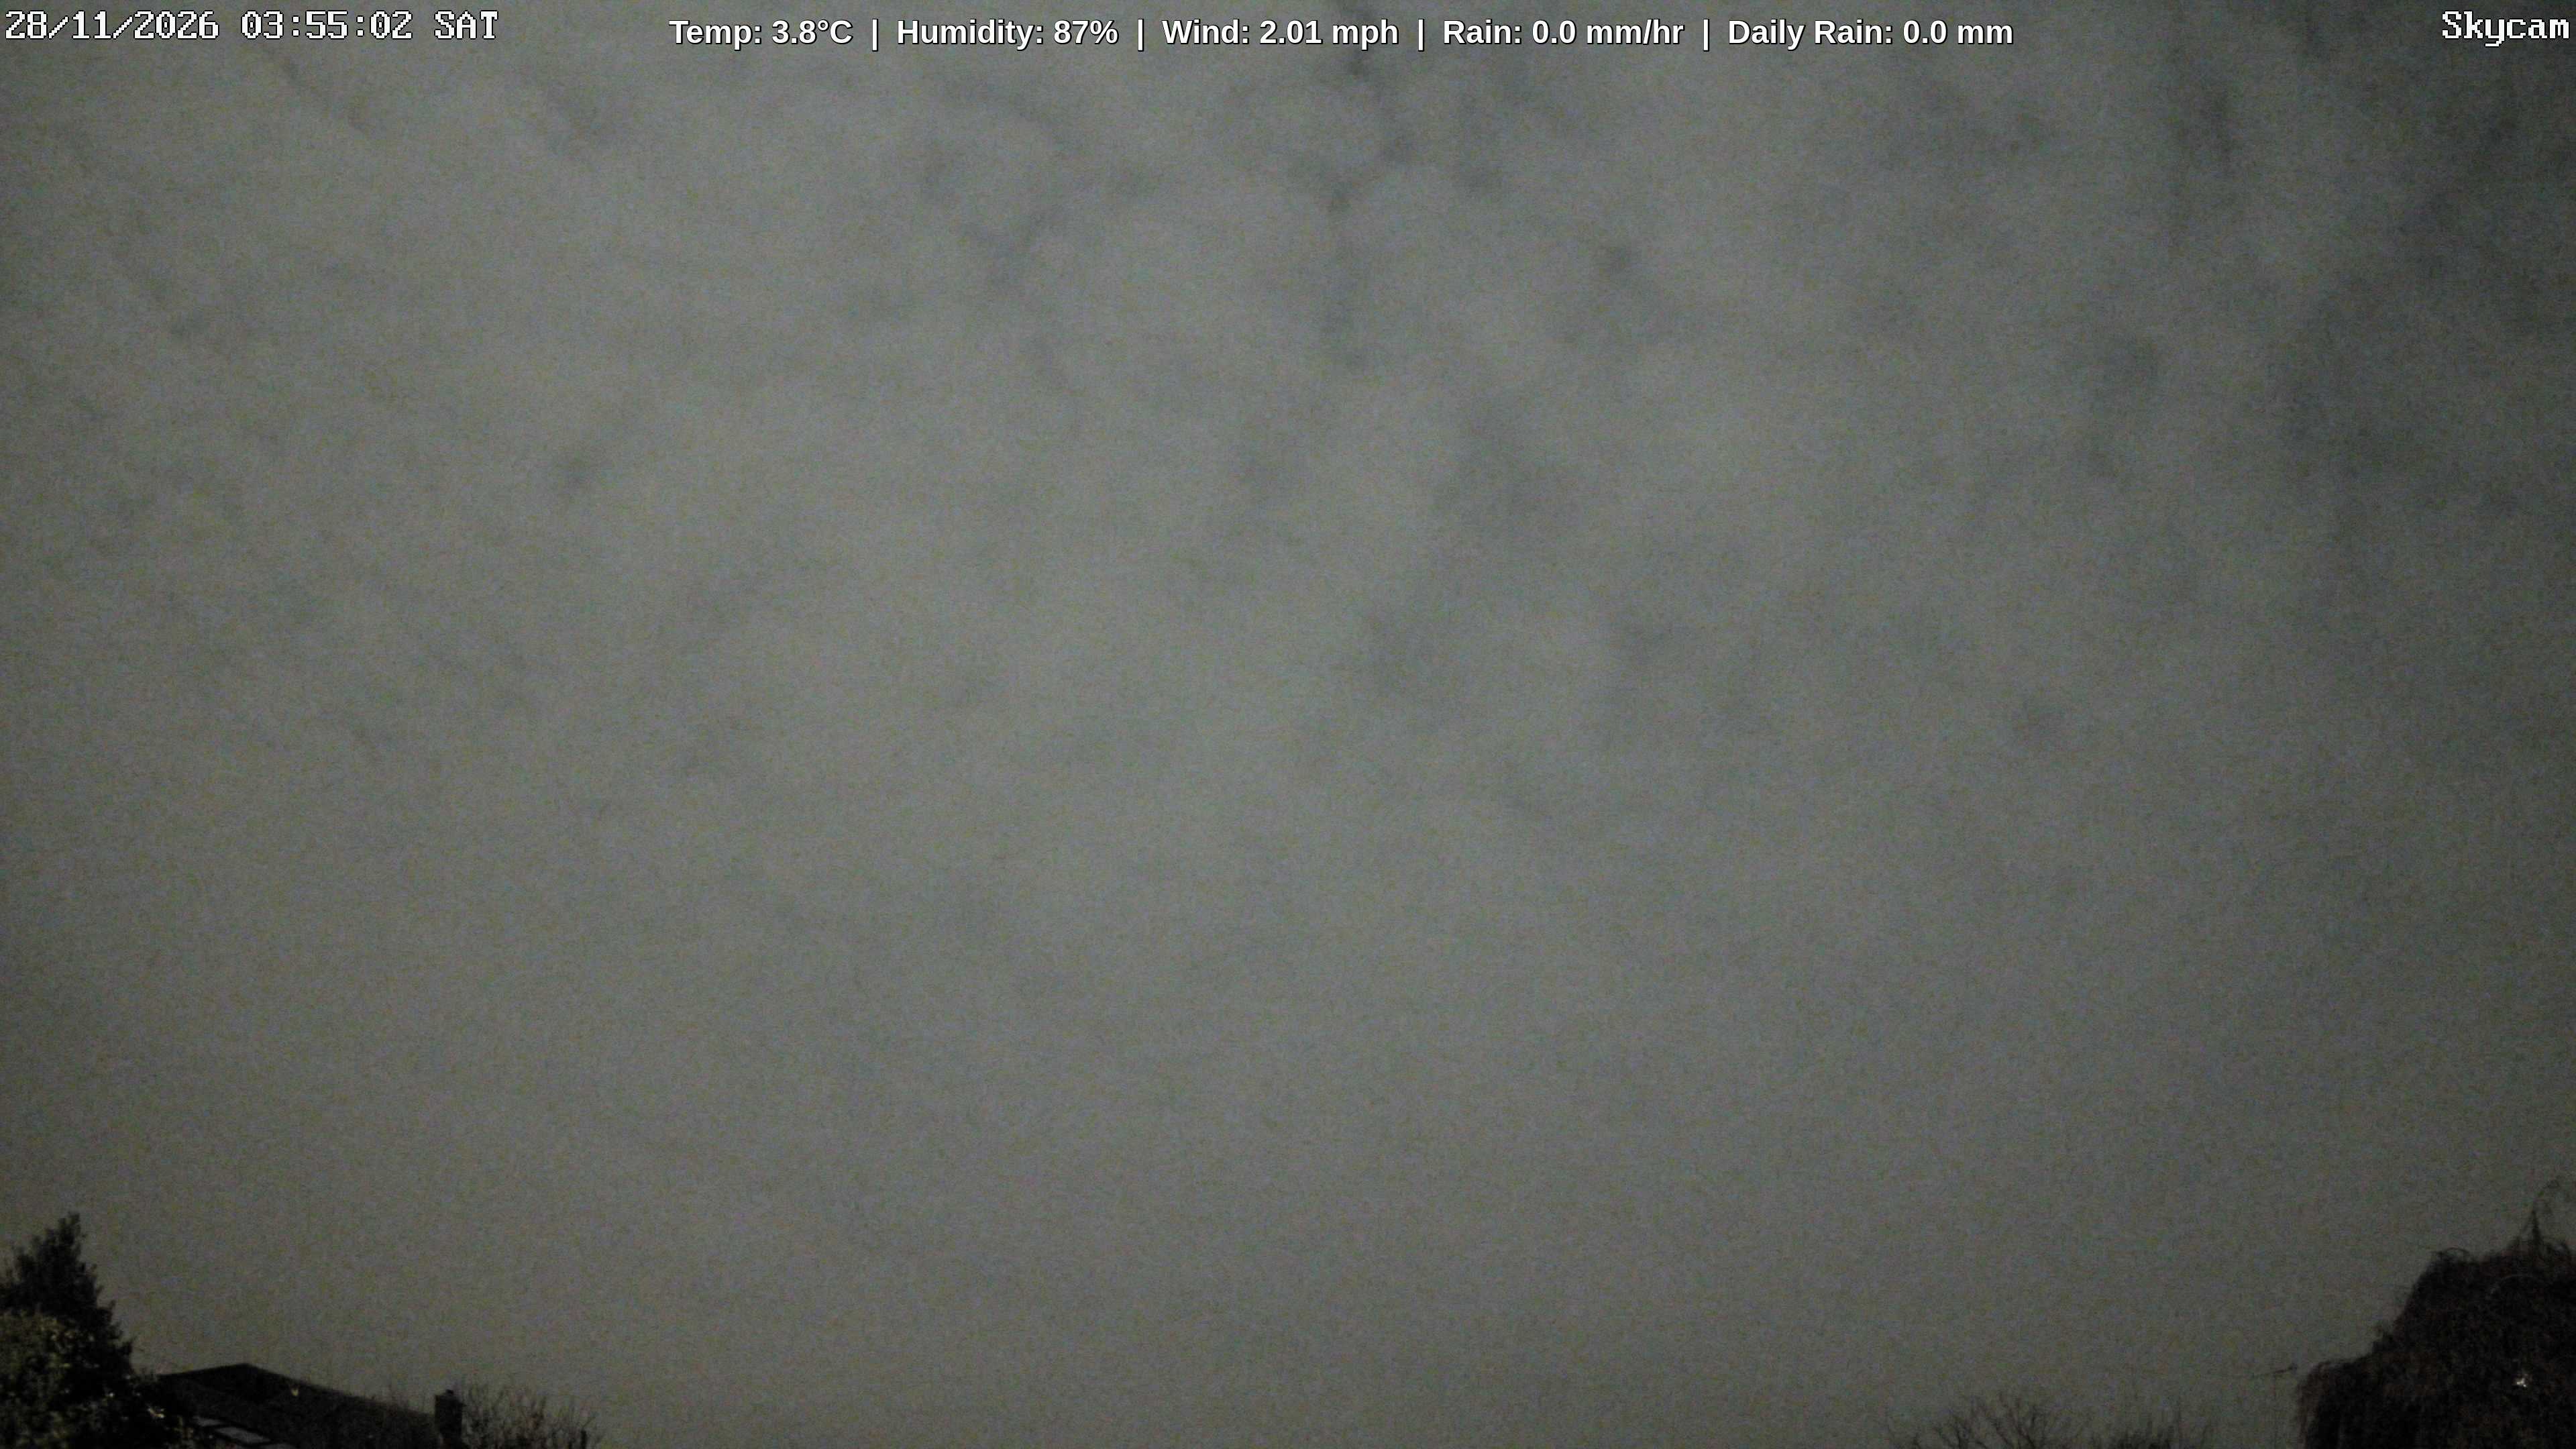 28/11/2026 03:55:02 SAT
Temp: 3.8°C | Humidity: 87% | Wind: 2.01 mph | Rain: 0.0 mm/hr | Daily Rain: 0.0 mm
Skycam